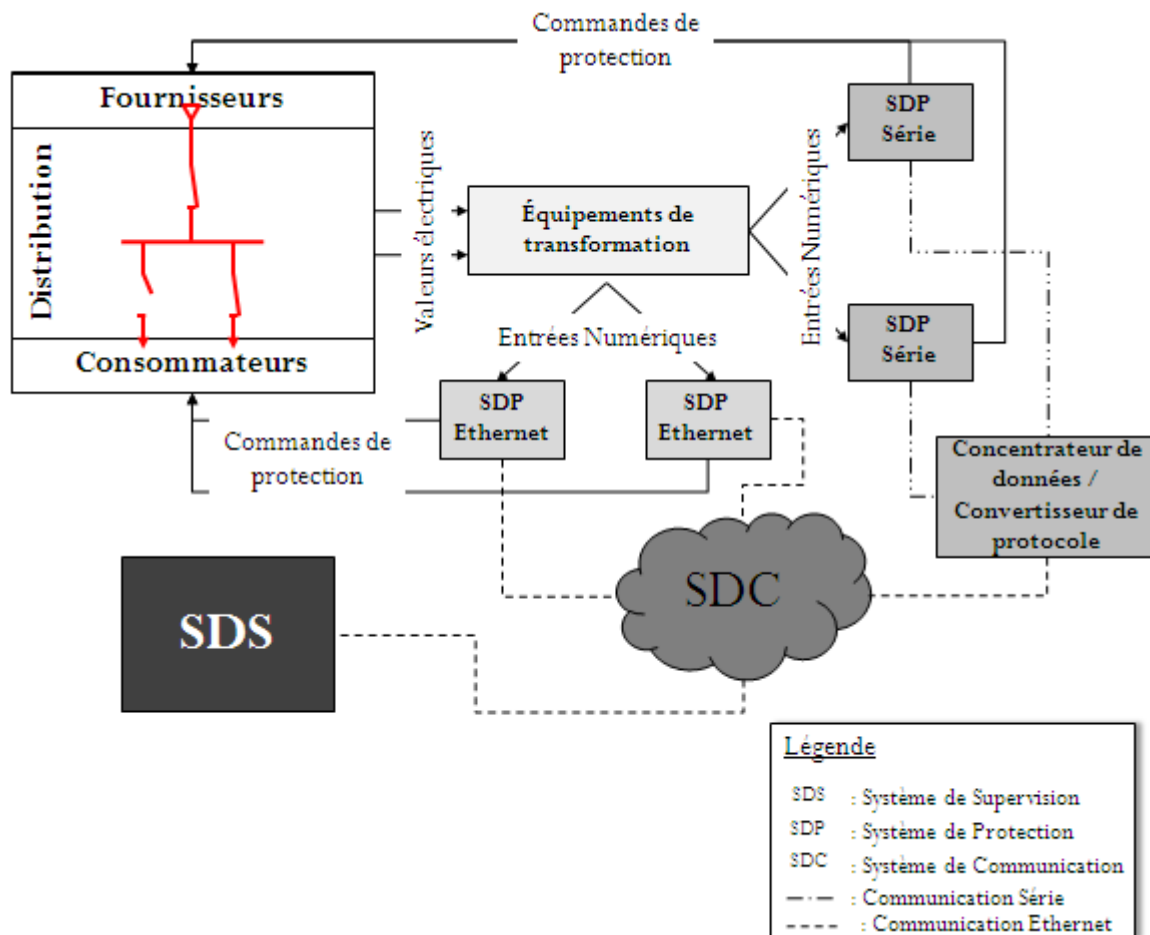 Commandes de
protection
Fournisseurs
Distribution
Consommateurs
Valeurs électriques
Équipements de
transformation
Entrées Numériques
SDP
Série
Entrées Numériques
SDP
Série
SDP
Ethernet
SDP
Ethernet
Commandes de
protection
Concentrateur de
données /
Convertisseur de
protocole
SDC
SDS
Légende
SDS : Système de Supervision
SDP : Système de Protection
SDC : Système de Communication
: Communication Série
: Communication Ethernet